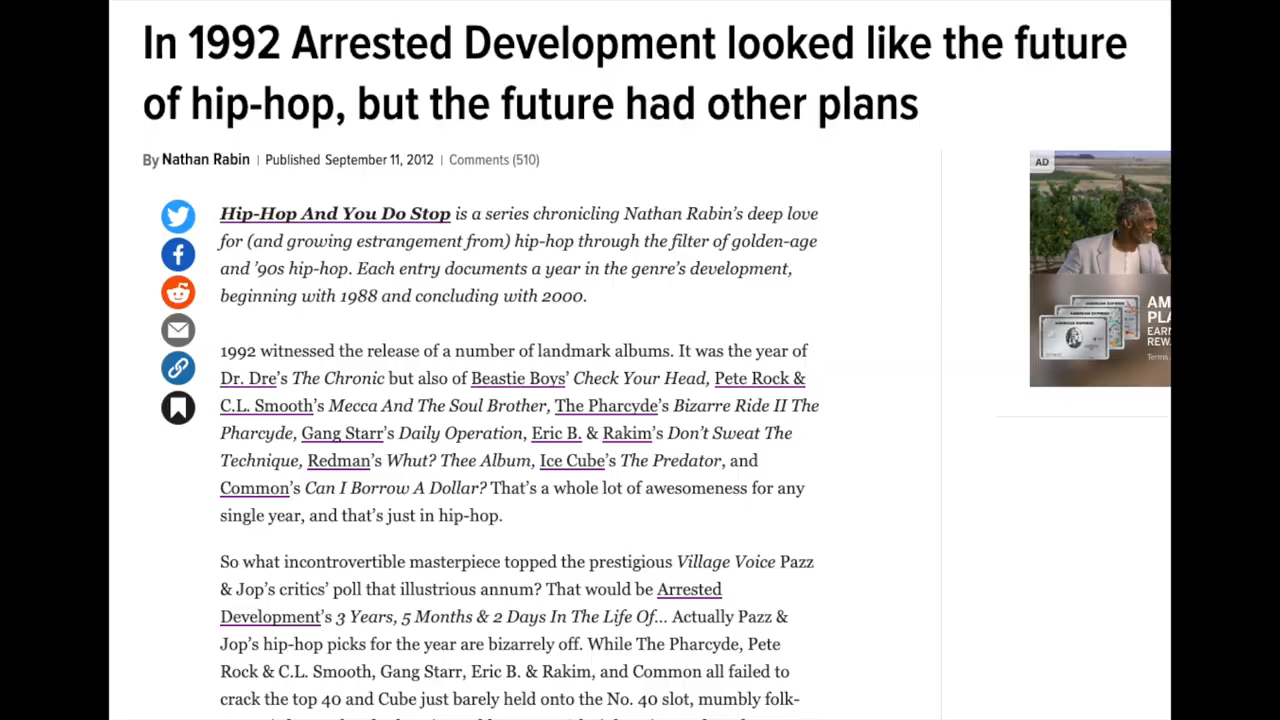 In 1992 Arrested Development looked like the future
of hip-hop, but the future had other plans
By Nathan Rabin | Published September 11, 2012 | Comments (510)
AD
Hip-Hop And You Do Stop is a series chronicling Nathan Rabin's deep love
for (and growing estrangement from) hip-hop through the filter of golden-age
and '90s hip-hop. Each entry documents a year in the genre's development,
beginning with 1988 and concluding with 2000.
AMERICAN EXPRESS
AM
PLA
EARN
REW
Terms
1992 witnessed the release of a number of landmark albums. It was the year of
Dr. Dre's The Chronic but also of Beastie Boys' Check Your Head, Pete Rock &
C.L. Smooth's Mecca And The Soul Brother, The Pharcyde's Bizarre Ride II The
Pharcyde, Gang Starr's Daily Operation, Eric B. & Rakim's Don't Sweat The
Technique, Redman's Whut? Thee Album, Ice Cube's The Predator, and
Common's Can I Borrow A Dollar? That's a whole lot of awesomeness for any
single year, and that's just in hip-hop.
So what incontrovertible masterpiece topped the prestigious Village Voice Pazz
& Jop's critics' poll that illustrious annum? That would be Arrested
Development's 3 Years, 5 Months & 2 Days In The Life Of... Actually Pazz &
Jop's hip-hop picks for the year are bizarrely off. While The Pharcyde, Pete
Rock & C.L. Smooth, Gang Starr, Eric B. & Rakim, and Common all failed to
crack the top 40 and Cube just barely held onto the No. 40 slot, mumbly folk-